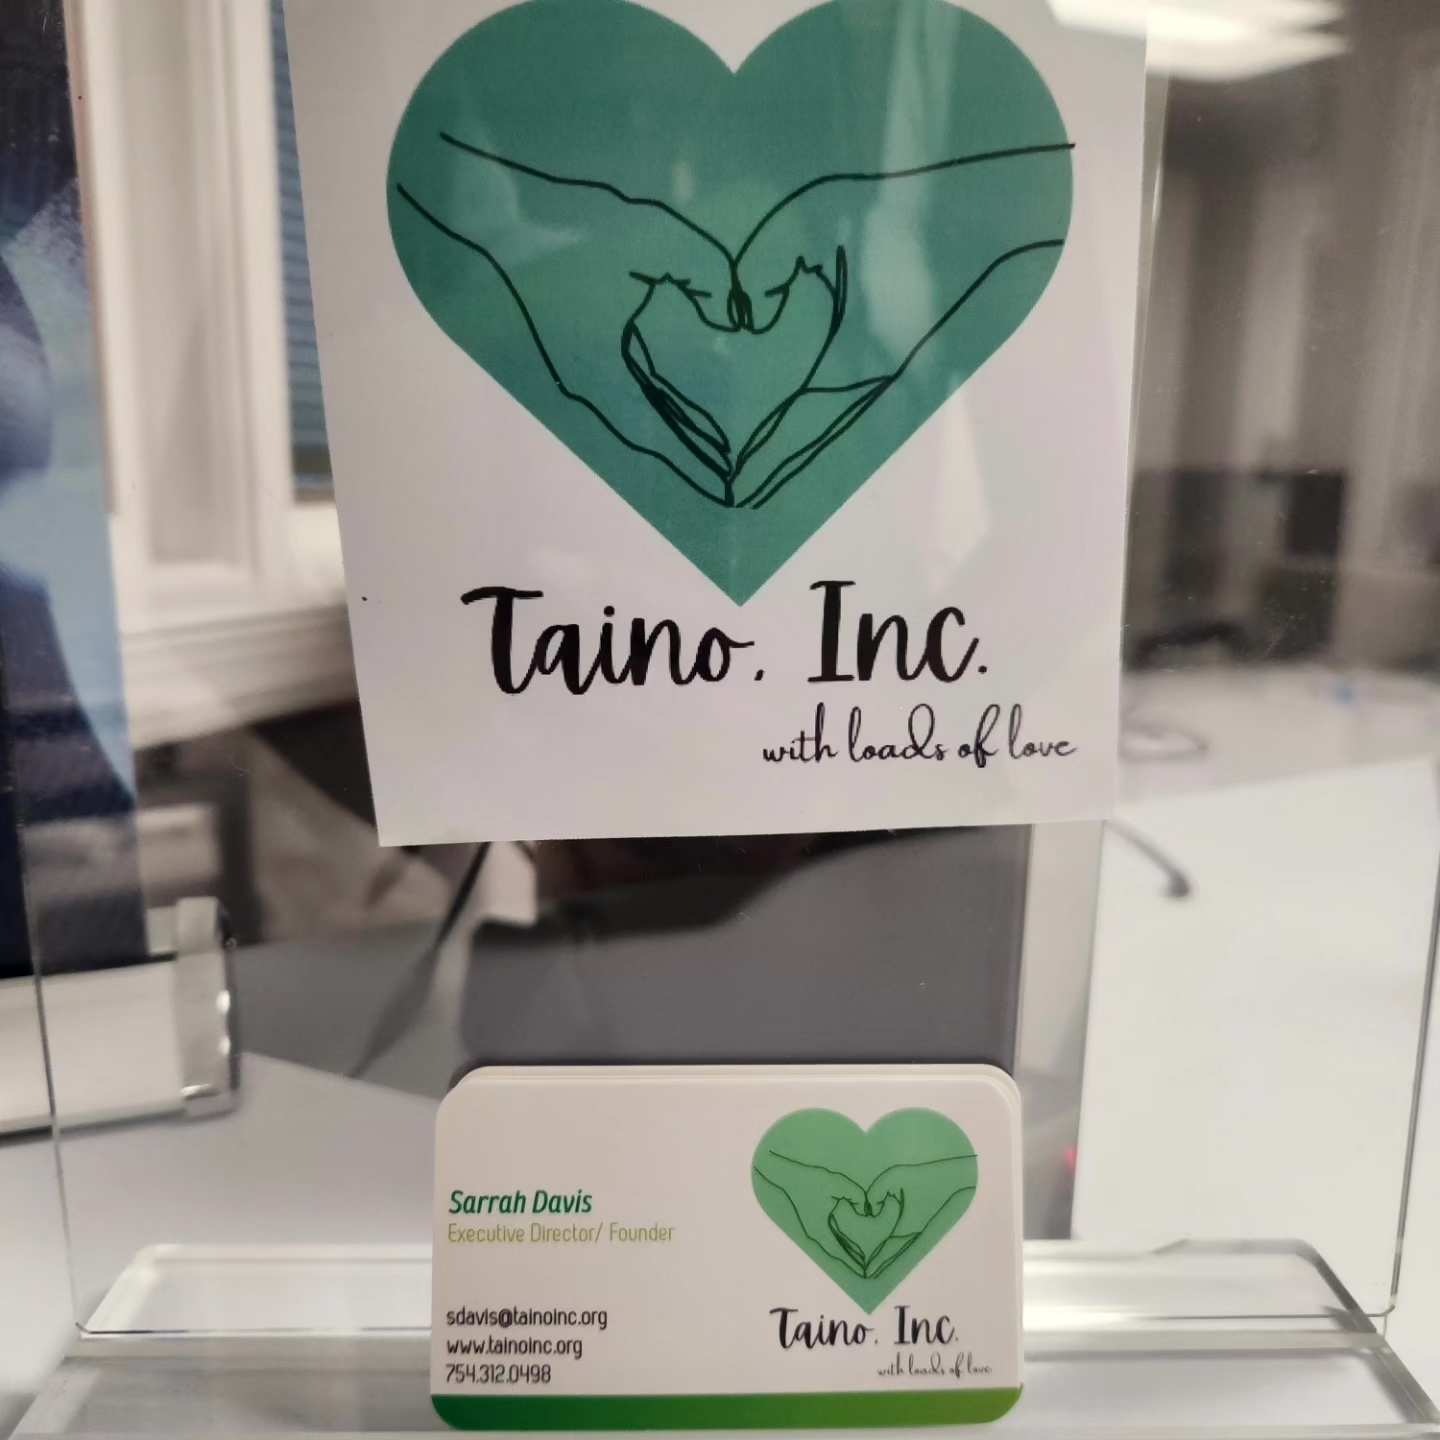 Taino. Inc.
with loads of love
Sarrah Davis
Executive Director/ Founder
sdavis@tainoinc.org
www.tainoinc.org
754.312.0498
Taino. Inc.
with loads of love